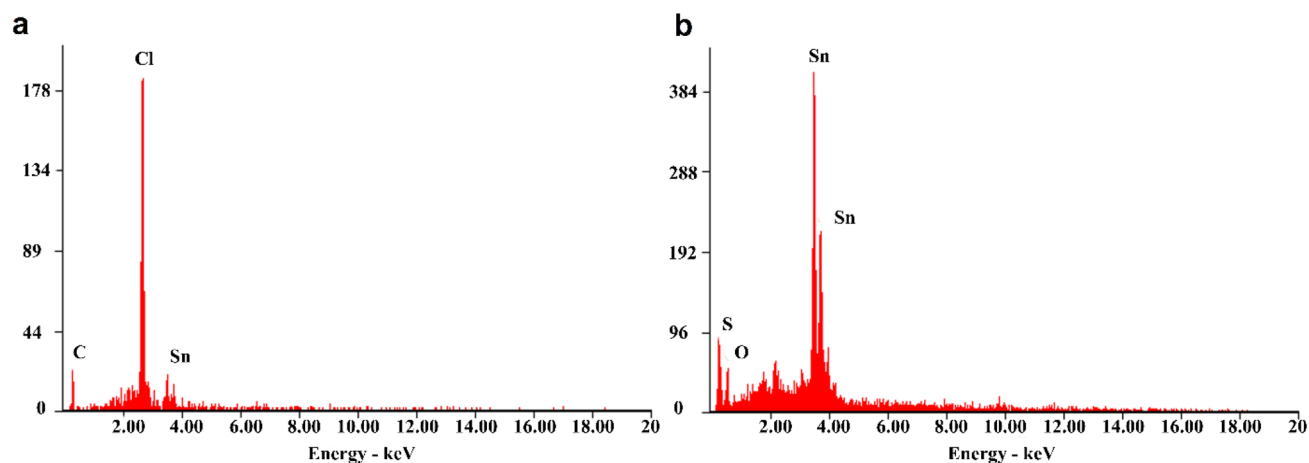 a
Cl
178
134
89
44
C
Sn
0
2.00 4.00 6.00 8.00 10.00 12.00 14.00 16.00 18.00 20
Energy - keV
b
Sn
384
288
Sn
192
96
S
O
0
2.00 4.00 6.00 8.00 10.00 12.00 14.00 16.00 18.00 20
Energy - keV